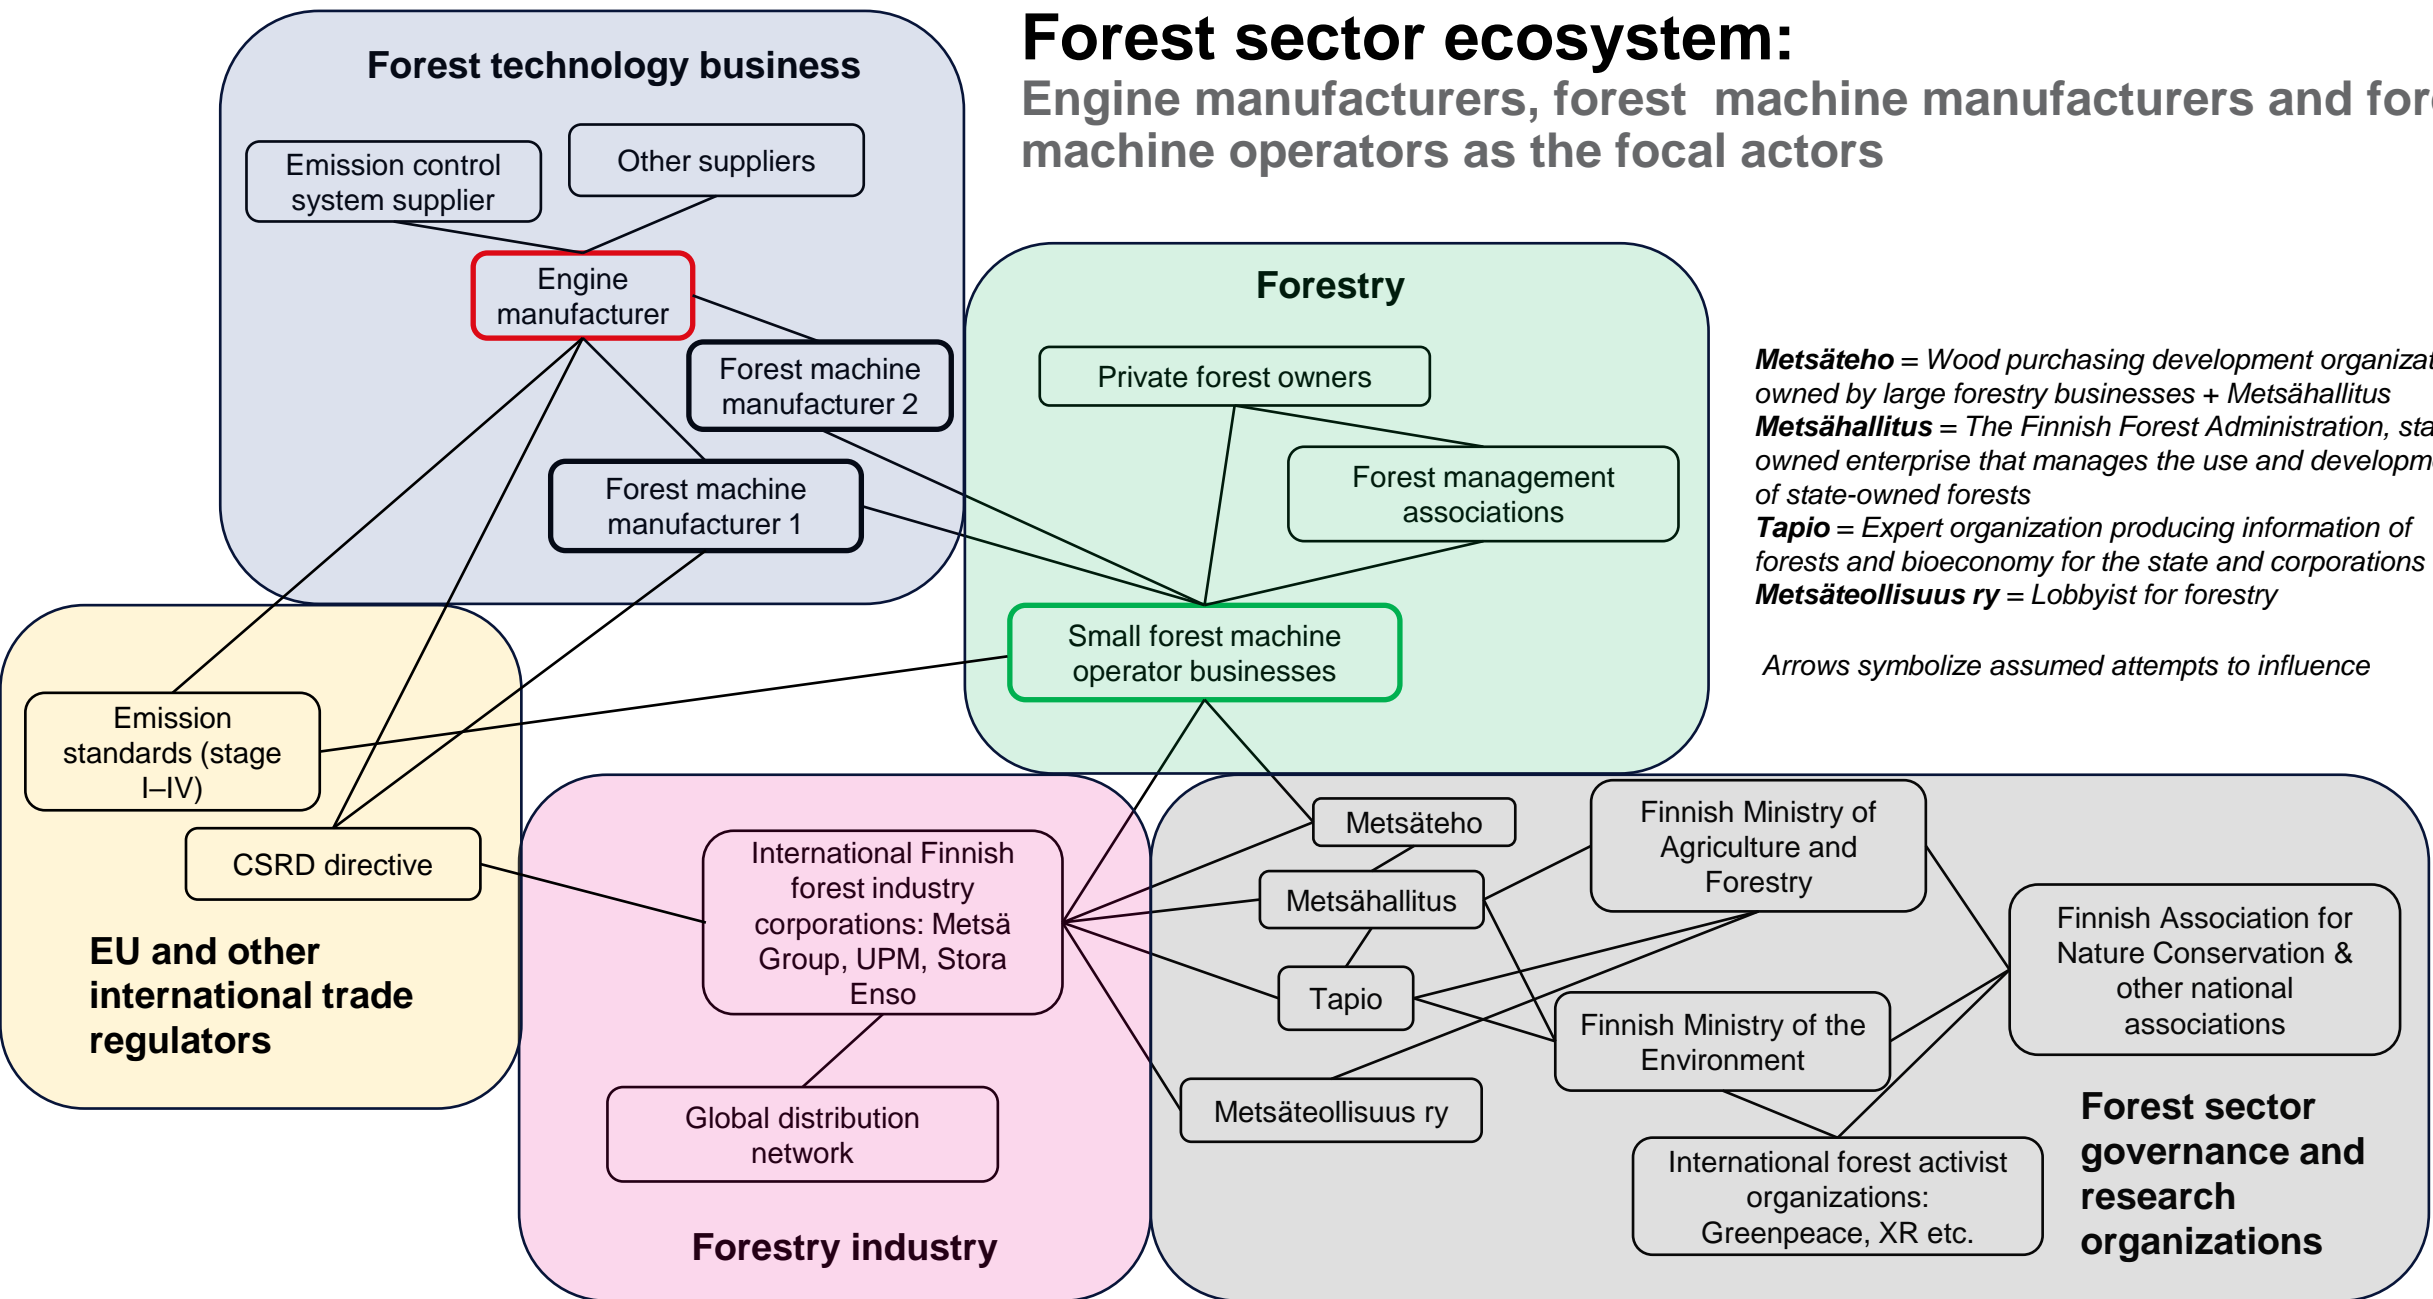 Forest sector ecosystem:
Engine manufacturers, forest machine manufacturers and
machine operators as the focal actors
Forest technology business
Emission control
system supplier
Other suppliers
Engine
manufacturer
Forest machine
manufacturer 2
Forest machine
manufacturer 1
Forestry
Private forest owners
Forest management
associations
Small forest machine
operator businesses
Metsäteho = Wood purchasing development
owned by large forestry businesses + Metsähallitus
Metsähallitus = The Finnish Forest Administration,
owned enterprise that manages the use and
of state-owned forests
Tapio = Expert organization producing information of
forests and bioeconomy for the state and corporations
Metsäteollisuus ry = Lobbyist for forestry
Arrows symbolize assumed attempts to influence
Emission
standards (stage
I–IV)
CSRD directive
EU and other
international trade
regulators
International Finnish
forest industry
corporations: Metsä
Group, UPM, Stora
Enso
Global distribution
network
Forestry industry
Metsäteho
Metsähallitus
Tapio
Metsäteollisuus ry
Finnish Ministry of
Agriculture and
Forestry
Finnish Ministry of the
Environment
Finnish Association for
Nature Conservation &
other national
associations
International forest activist
organizations:
Greenpeace, XR etc.
Forest sector
governance and
research
organizations